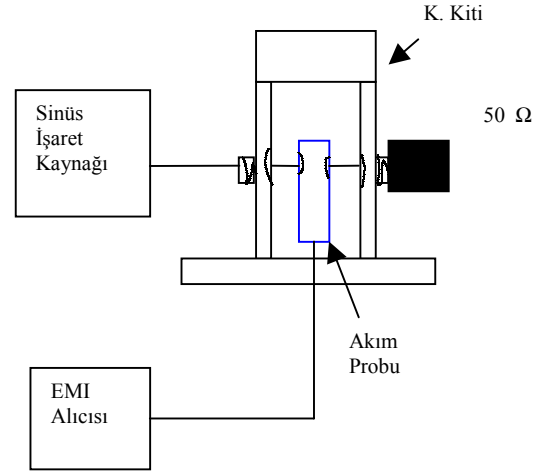 K. Kiti
Sinüs
İşaret
Kaynağı
50 Ω
Akım
Probu
EMI
Alıcısı